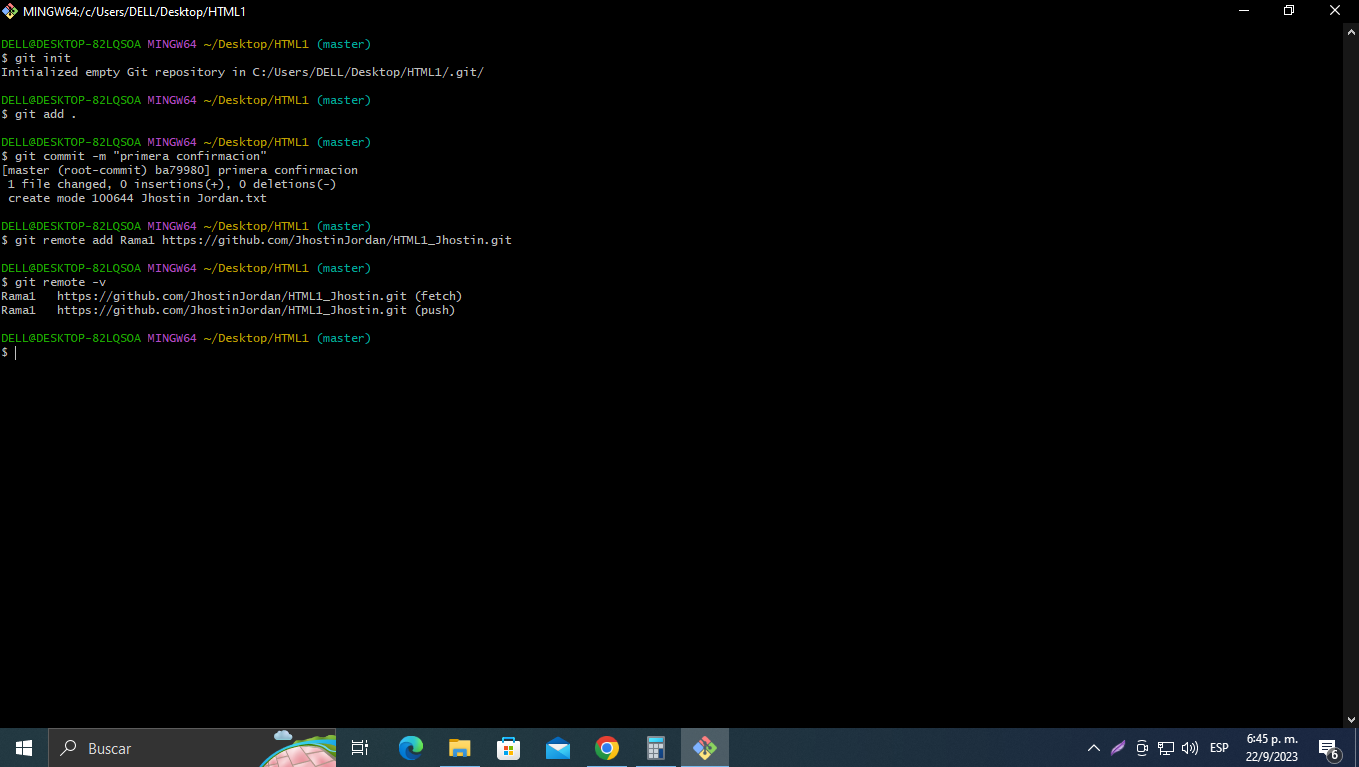 MINGW64:/c/Users/DELL/Desktop/HTML1
DELL@DESKTOP-82LQSOA MINGW64 ~/Desktop/HTML1 (master)
$ git init
Initialized empty Git repository in C:/Users/DELL/Desktop/HTML1/.git/
DELL@DESKTOP-82LQSOA MINGW64 ~/Desktop/HTML1 (master)
$ git add .
DELL@DESKTOP-82LQSOA MINGW64 ~/Desktop/HTML1 (master)
$ git commit -m "primera confirmacion"
[master (root-commit) ba79980] primera confirmacion
 1 file changed, 0 insertions(+), 0 deletions(-)
 create mode 100644 Jhostin Jordan.txt
DELL@DESKTOP-82LQSOA MINGW64 ~/Desktop/HTML1 (master)
$ git remote add Rama1 https://github.com/JhostinJordan/HTML1_Jhostin.git
DELL@DESKTOP-82LQSOA MINGW64 ~/Desktop/HTML1 (master)
$ git remote -v
Rama1   https://github.com/JhostinJordan/HTML1_Jhostin.git (fetch)
Rama1   https://github.com/JhostinJordan/HTML1_Jhostin.git (push)
DELL@DESKTOP-82LQSOA MINGW64 ~/Desktop/HTML1 (master)
$
Buscar
ESP
6:45 p. m.
22/9/2023
6